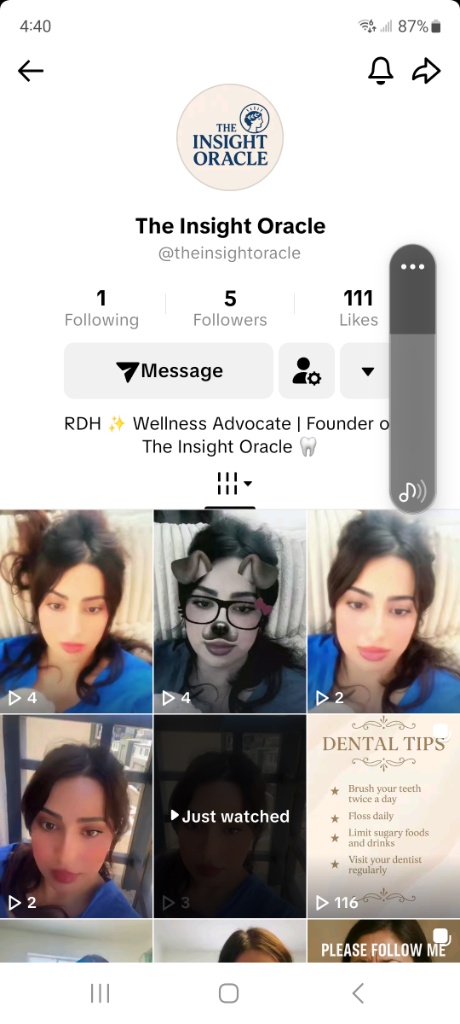 4:40
87%
THE
INSIGHT
ORACLE
The Insight Oracle
@theinsightoracle
1 5 111
Following Followers Likes
Message
RDH ✨ Wellness Advocate | Founder o
The Insight Oracle 🦷
4 4 2
DENTAL TIPS
Brush your teeth
twice a day
Floss daily
Limit sugary foods
and drinks
Visit your dentist
regularly
Just watched
2 3 116
PLEASE FOLLOW ME